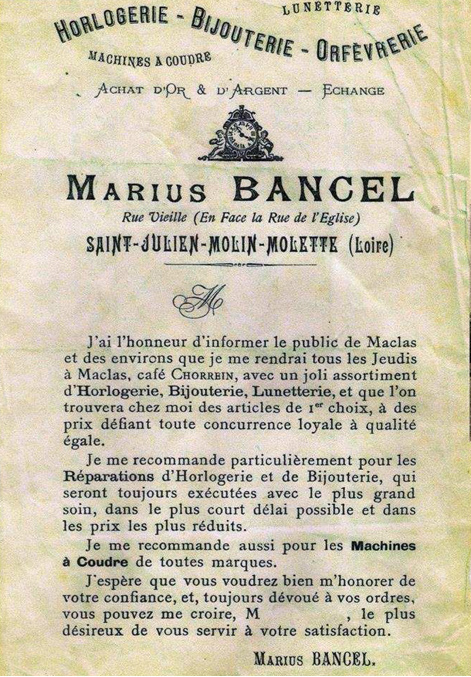 LUNETTERIE
HORLOGERIE - BIJOUTERIE - ORFÈVRERIE
MACHINES A COUDRE
ACHAT D'OR & D'ARGENT — ECHANGE
MARIUS BANCEL
Rue Vieille (En Face la Rue de l'Eglise)
SAINT-JULIEN-MOLIN-MOLETTE (Loire)
M
J'ai l'honneur d'informer le public de Maclas
et des environs que je me rendrai tous les Jeudis
à Maclas, café CHORREIN, avec un joli assortiment
d'Horlogerie, Bijouterie, Lunetterie, et que l'on
trouvera chez moi des articles de 1er choix, à des
prix défiant toute concurrence loyale à qualité
égale.
Je me recommande particulièrement pour les
Réparations d'Horlogerie et de Bijouterie, qui
seront toujours exécutées avec le plus grand
soin, dans le plus court délai possible et dans
les prix les plus réduits.
Je me recommande aussi pour les Machines
à Coudre de toutes marques.
J'espère que vous voudrez bien m'honorer de
votre confiance, et, toujours dévoué à vos ordres,
vous pouvez me croire, M , le plus
désireux de vous servir à votre satisfaction.
MARIUS BANCEL.